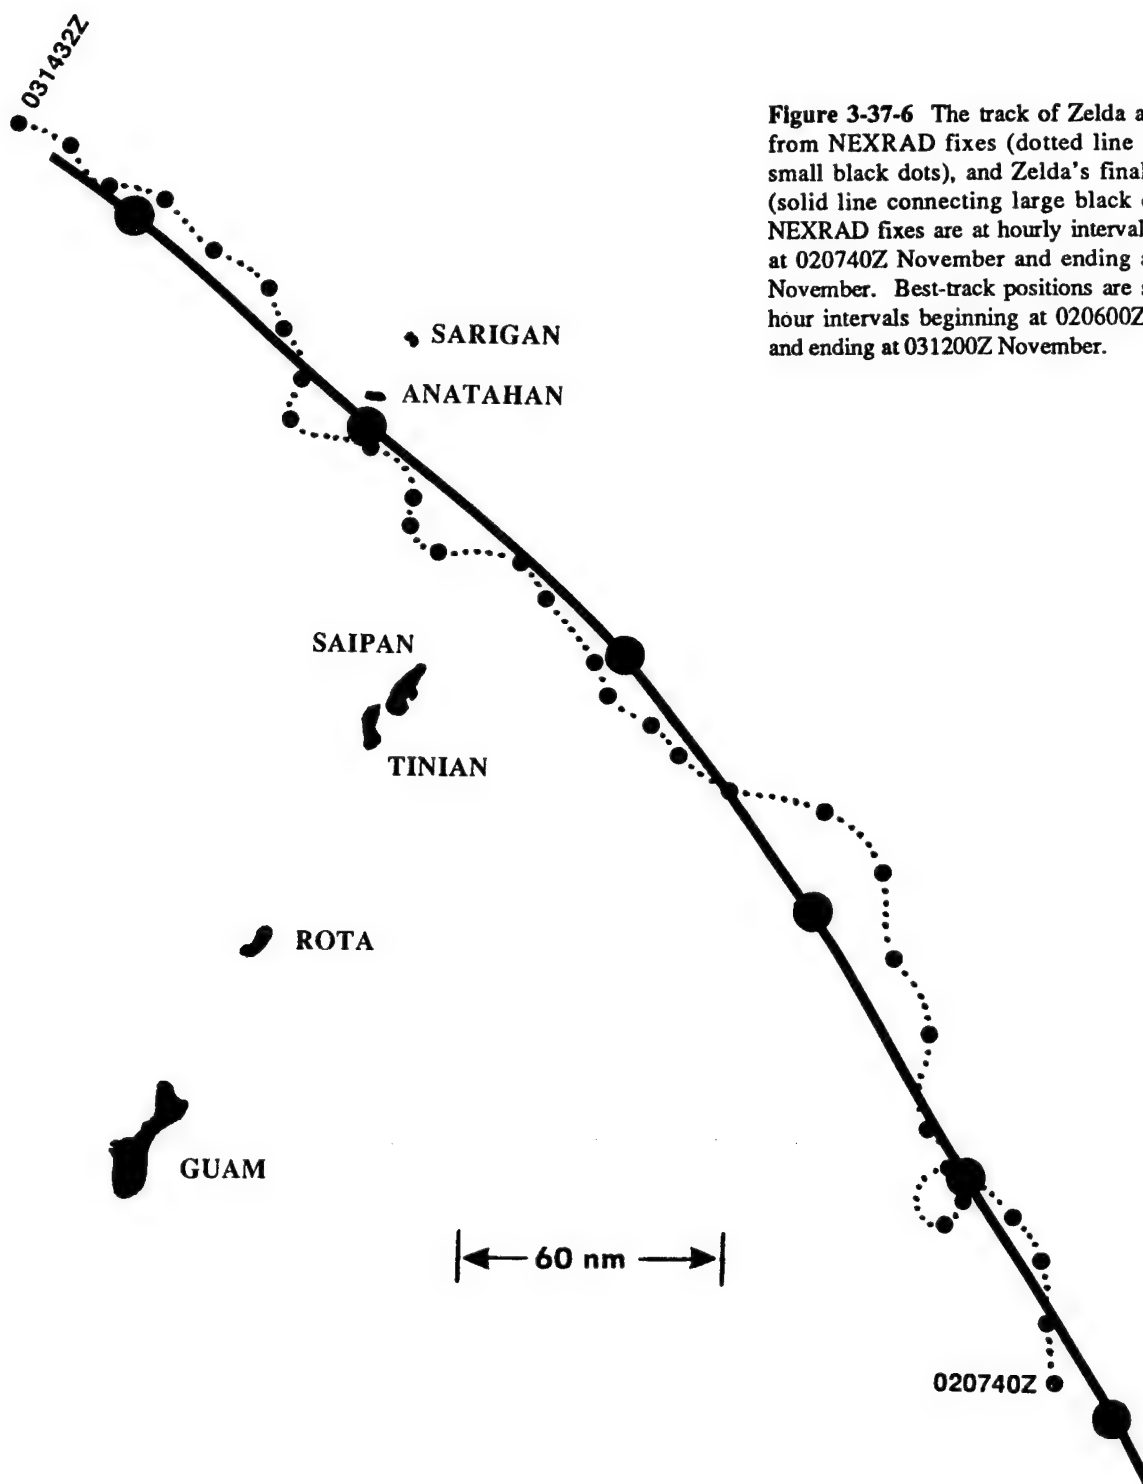 031432Z
Figure 3-37-6 The track of Zelda a
from NEXRAD fixes (dotted line
small black dots), and Zelda's final
(solid line connecting large black
NEXRAD fixes are at hourly interval
at 020740Z November and ending
November. Best-track positions are
hour intervals beginning at 020600Z
and ending at 031200Z November.
SARIGAN
ANATAHAN
SAIPAN
TINIAN
ROTA
GUAM
60 nm
020740Z